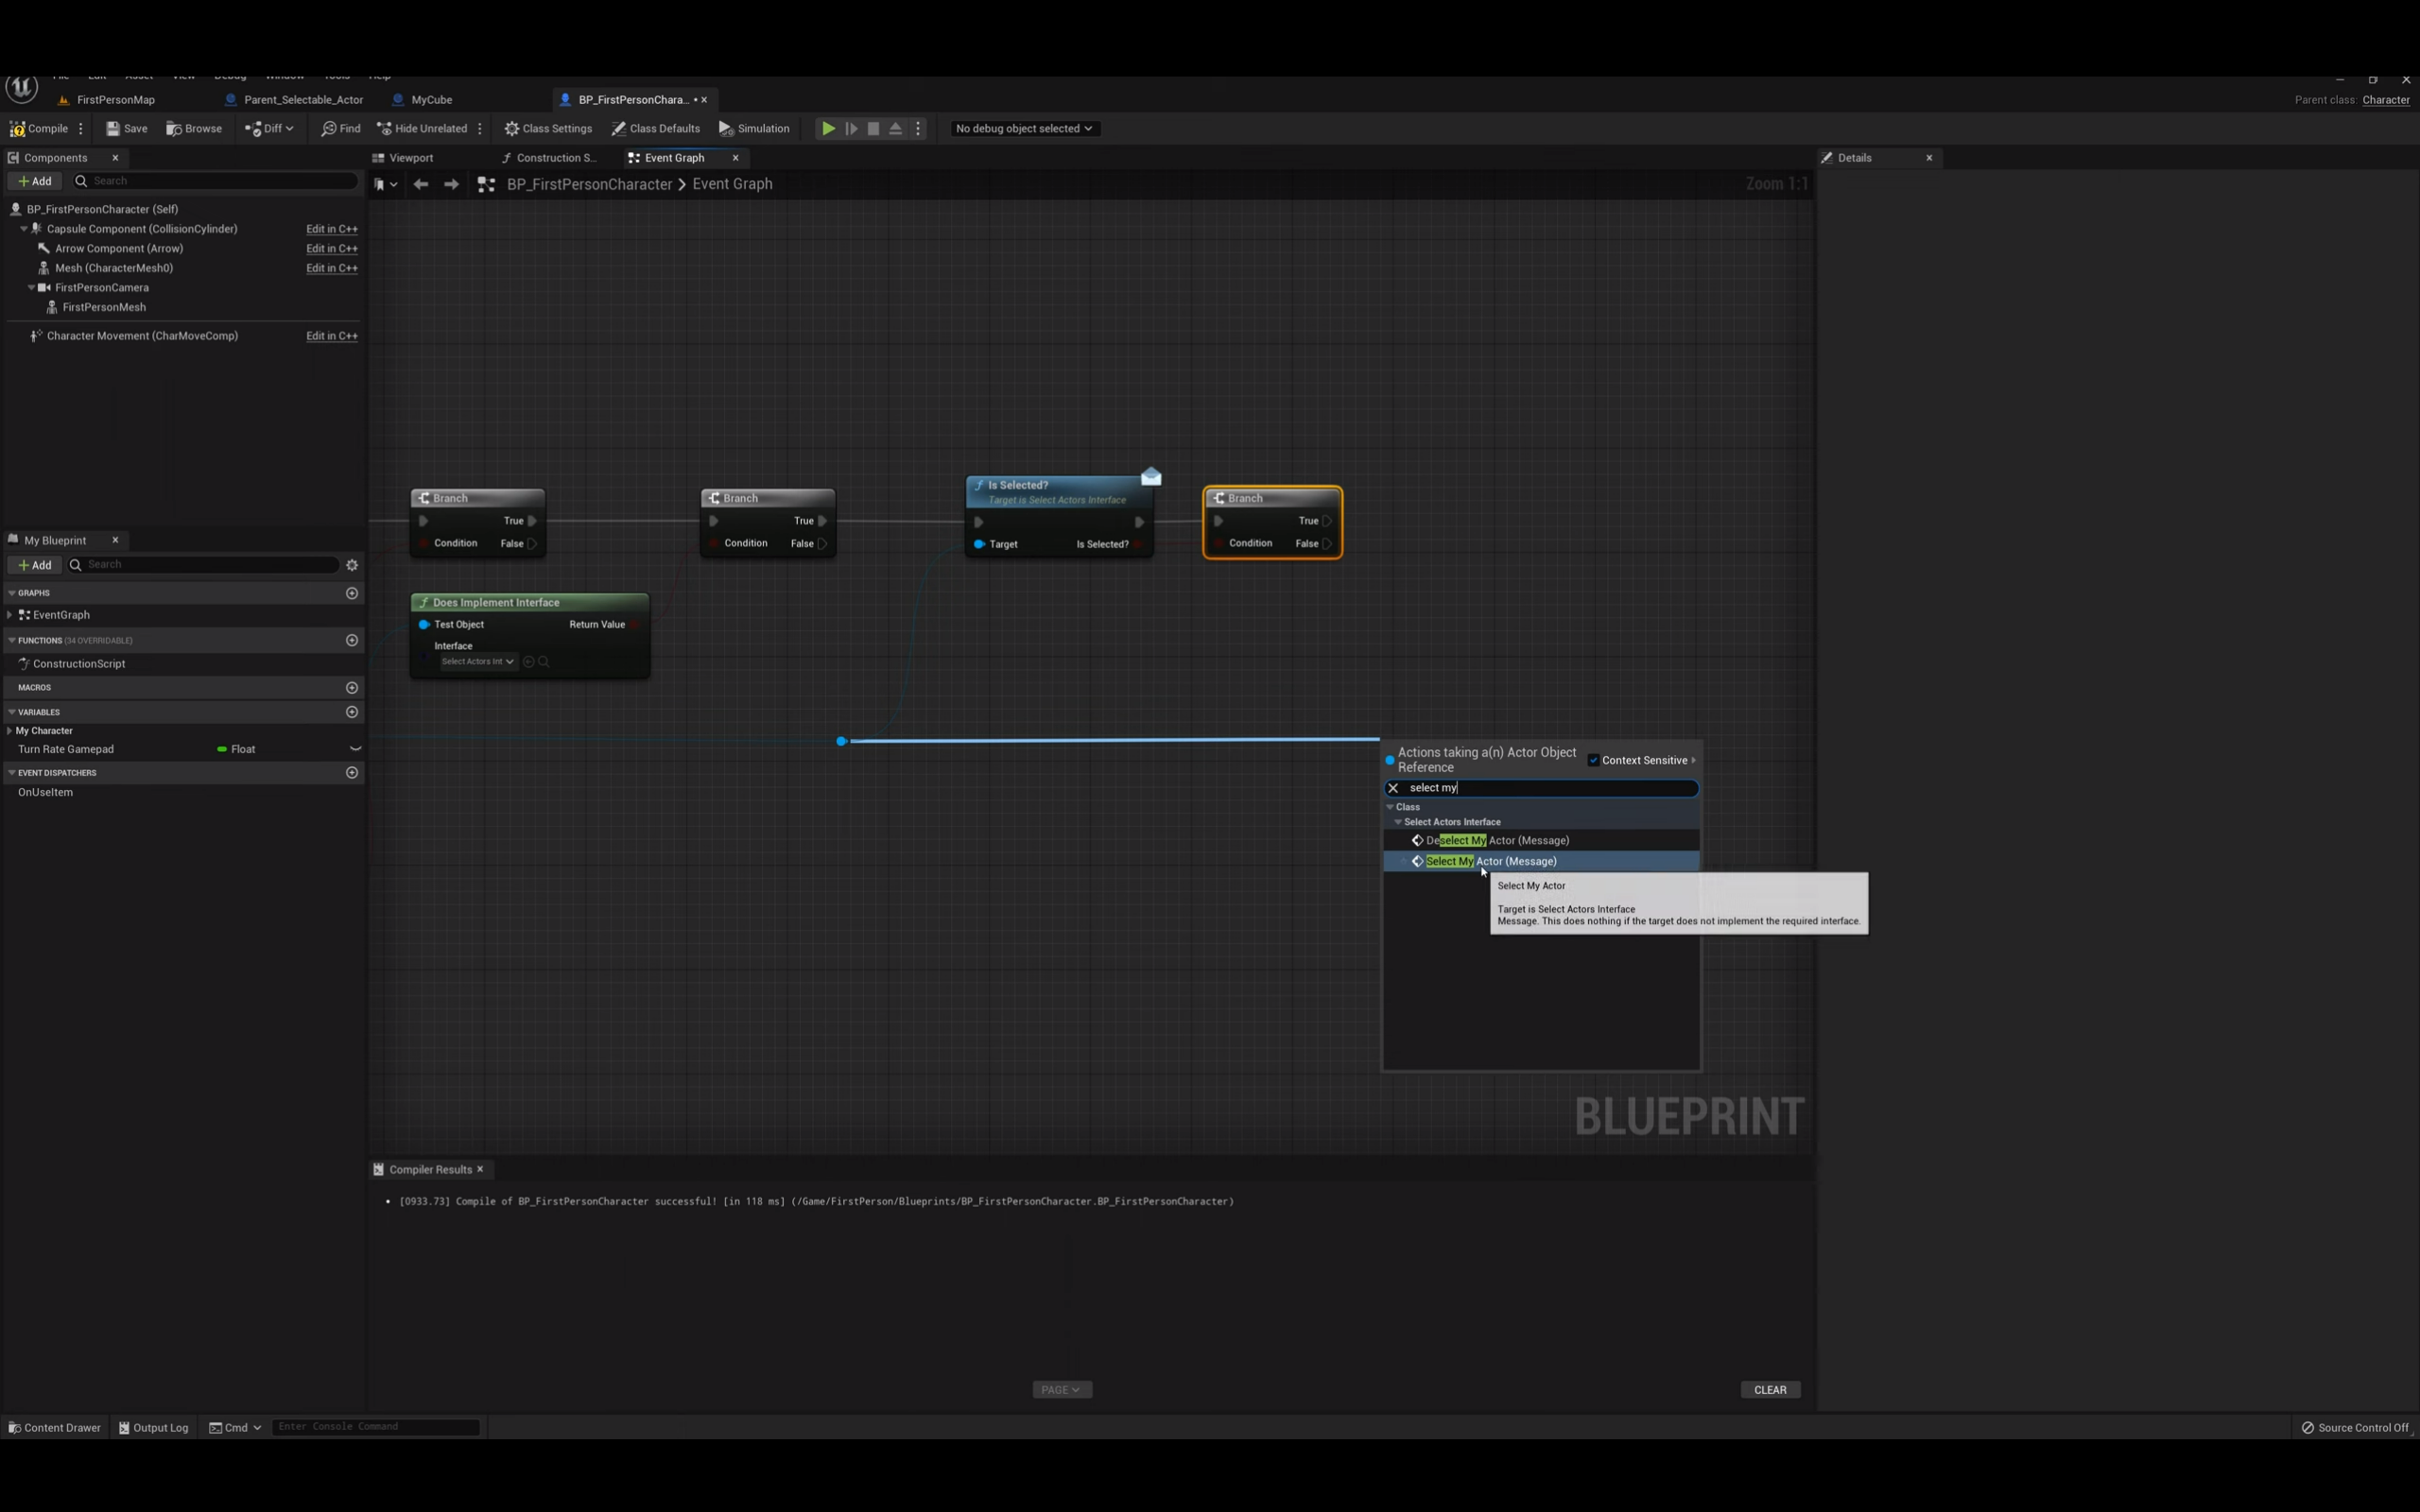 File Edit Asset View Debug Window Tools Help
FirstPersonMap Parent_Selectable_Actor MyCube BP_FirstPersonChara... • ×
Parent class: Character
Compile Save Browse Diff Find Hide Unrelated Class Settings Class Defaults Simulation No debug object selected
Components
Viewport Construction S... Event Graph
Details
+ Add Search
BP_FirstPersonCharacter > Event Graph
Zoom 1:1
BP_FirstPersonCharacter (Self)
Capsule Component (CollisionCylinder) Edit in C++
Arrow Component (Arrow) Edit in C++
Mesh (CharacterMesh0) Edit in C++
FirstPersonCamera
FirstPersonMesh
Character Movement (CharMoveComp) Edit in C++
Branch
True
Condition False
Branch
True
Condition False
Is Selected?
Target is Select Actors Interface
Target Is Selected?
Branch
True
Condition False
Does Implement Interface
Test Object Return Value
Interface
Select Actors Int
My Blueprint
+ Add Search
GRAPHS
EventGraph
FUNCTIONS (34 OVERRIDABLE)
ConstructionScript
MACROS
VARIABLES
My Character
Turn Rate Gamepad Float
EVENT DISPATCHERS
OnUseItem
Actions taking a(n) Actor Object
Reference
Context Sensitive
select my
Class
Select Actors Interface
Deselect My Actor (Message)
Select My Actor (Message)
Select My Actor
Target is Select Actors Interface
Message. This does nothing if the target does not implement the required interface.
BLUEPRINT
Compiler Results
• [0933.73] Compile of BP_FirstPersonCharacter successful! [in 118 ms] (/Game/FirstPerson/Blueprints/BP_FirstPersonCharacter.BP_FirstPersonCharacter)
PAGE
CLEAR
Content Drawer Output Log Cmd Enter Console Command
Source Control Off